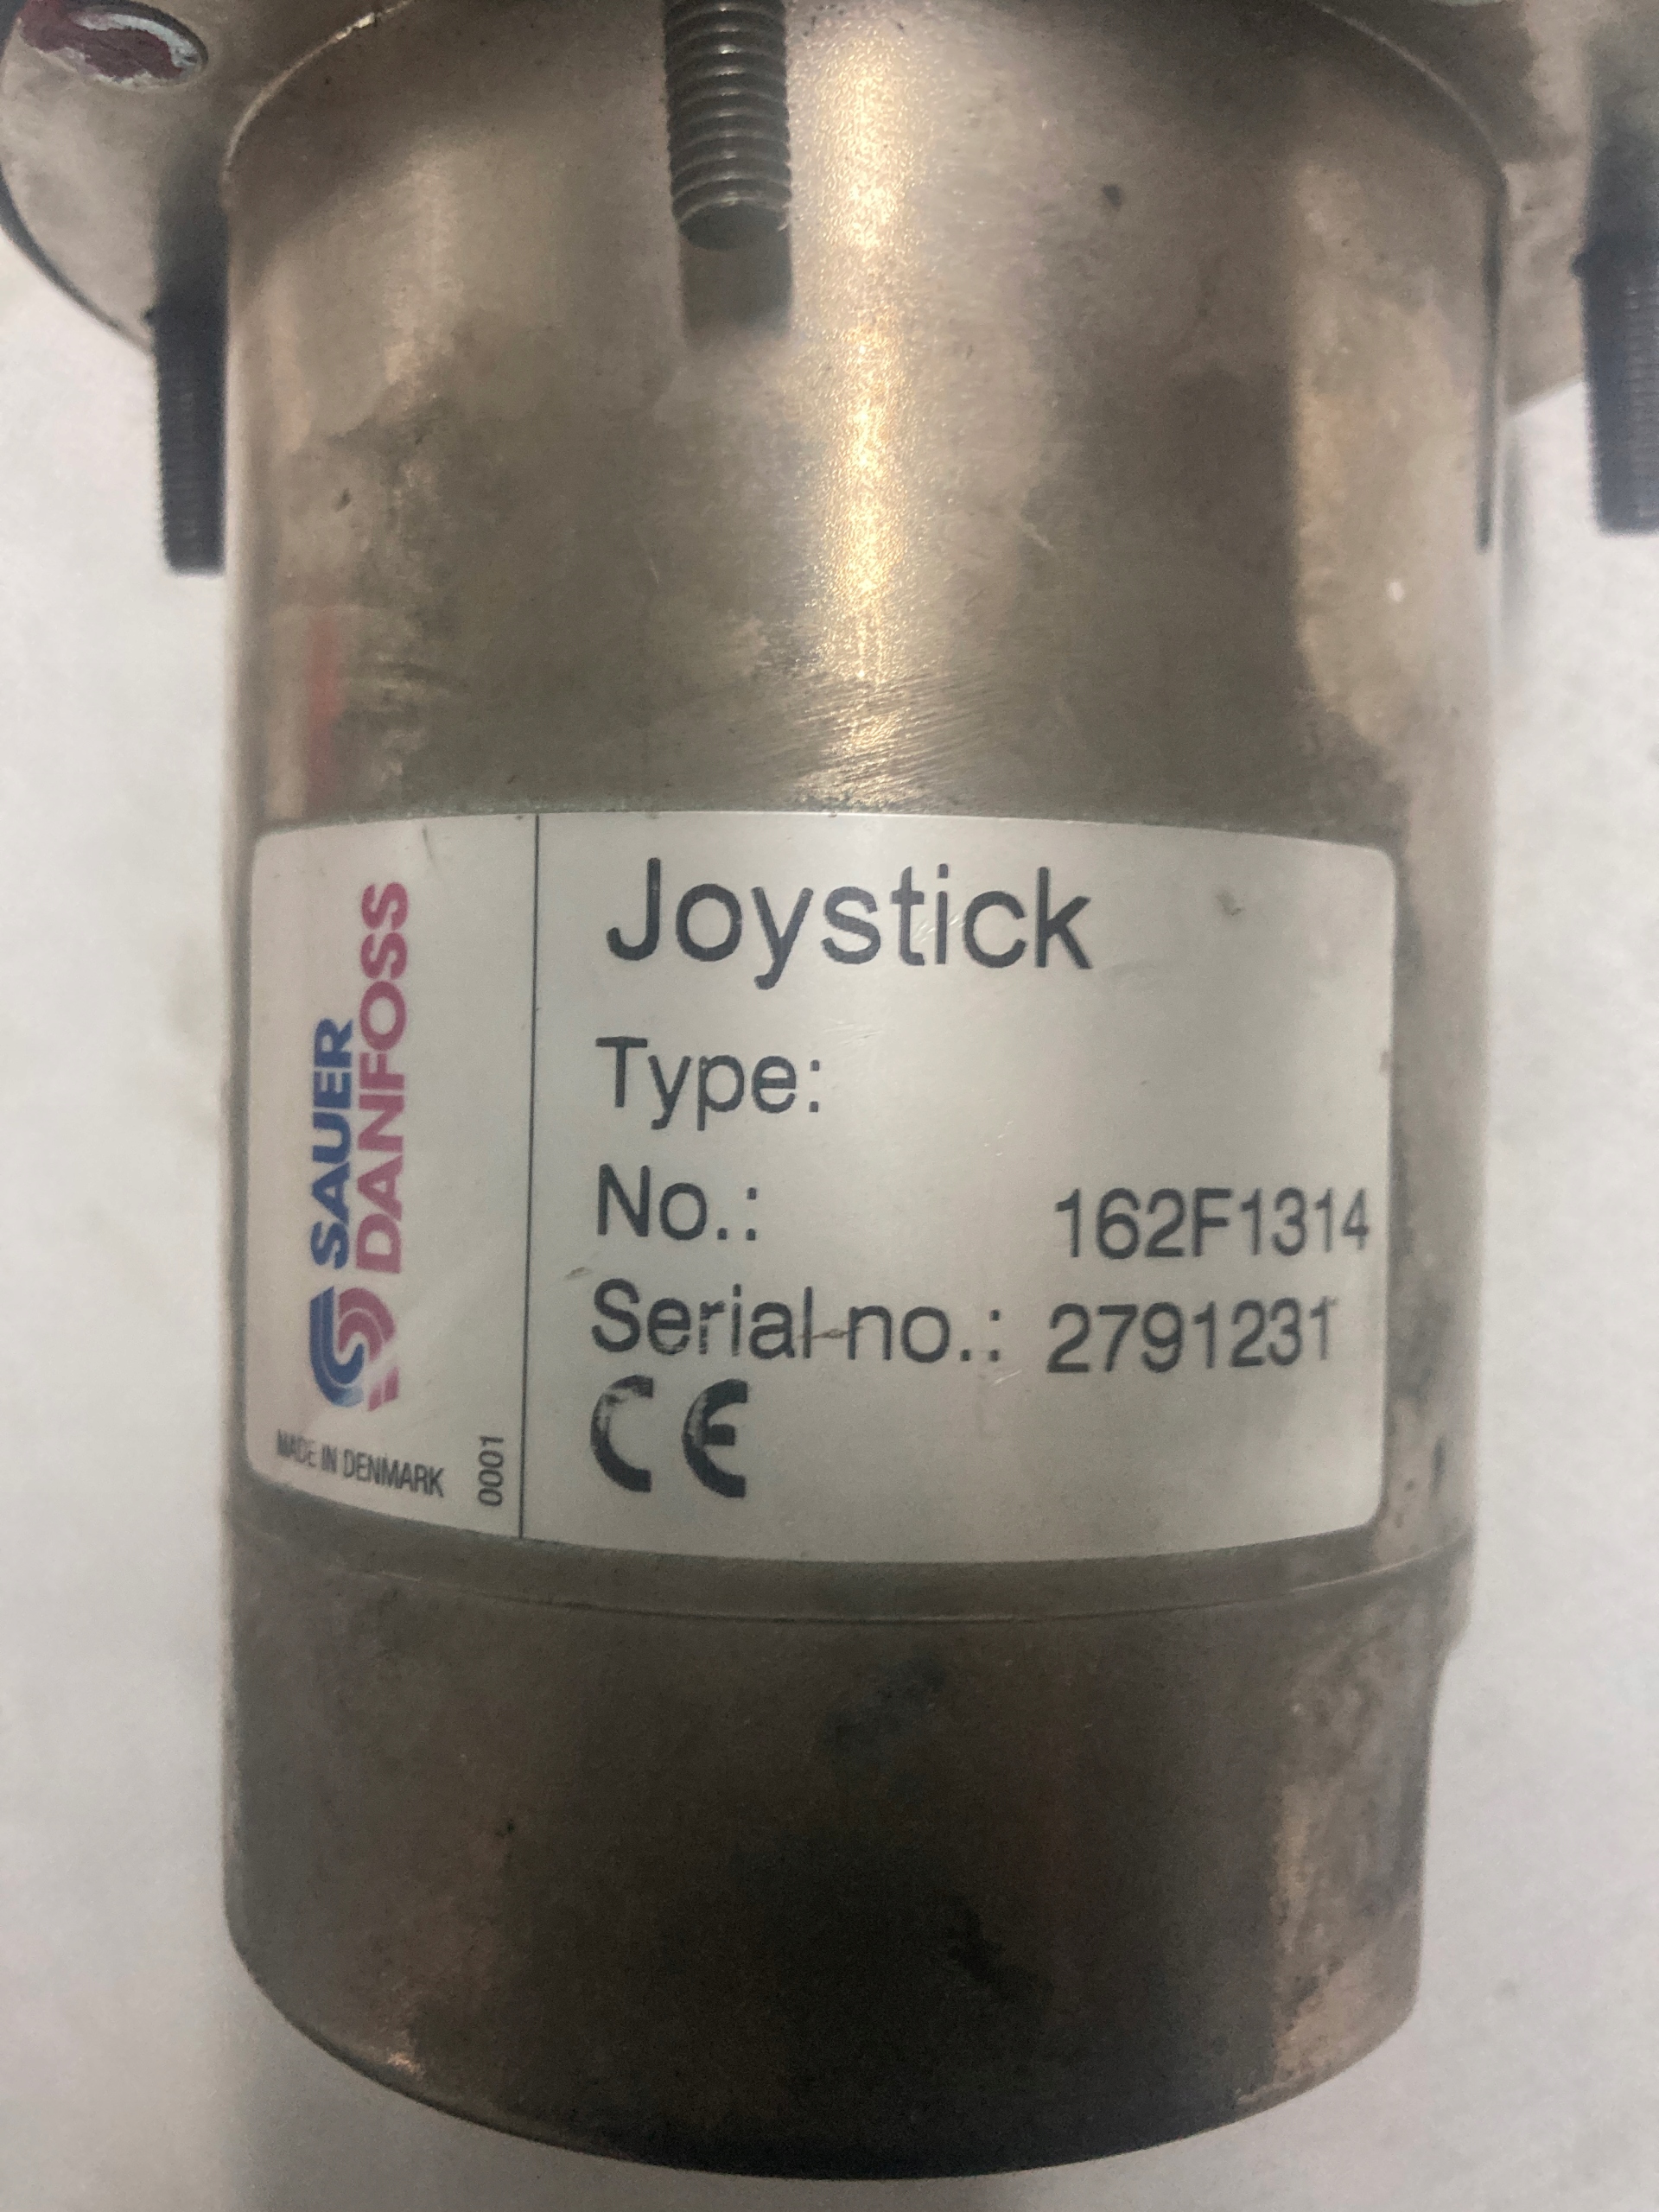 SAUER
DANFOSS
MADE IN DENMARK
0001
Joystick
Type:
No.: 162F1314
Serial-no.: 2791231
CE